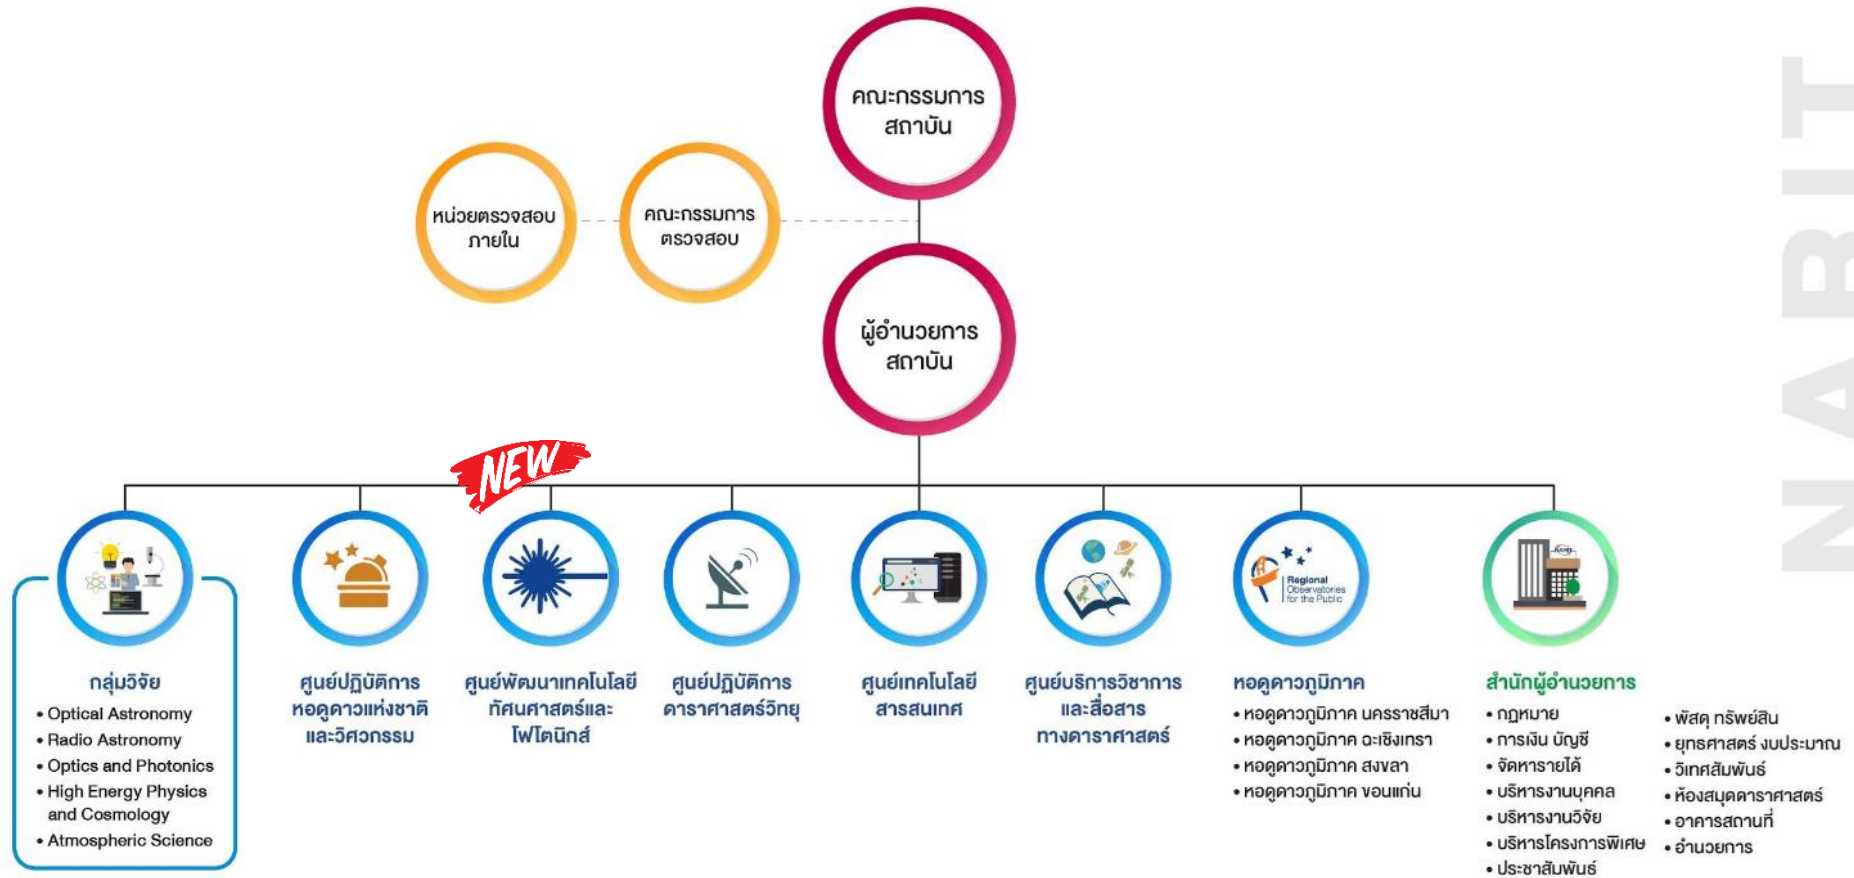 คณะกรรมการ
สถาบัน
หน่วยตรวจสอบ
ภายใน
คณะกรรมการ
ตรวจสอบ
ผู้อำนวยการ
สถาบัน
NEW
กลุ่มวิจัย
• Optical Astronomy
• Radio Astronomy
• Optics and Photonics
• High Energy Physics
and Cosmology
• Atmospheric Science
ศูนย์ปฏิบัติการ
หอดูดาวแห่งชาติ
และวิศวกรรม
ศูนย์พัฒนาเทคโนโลยี
ทัศนศาสตร์และ
โฟโตนิกส์
ศูนย์ปฏิบัติการ
ดาราศาสตร์วิทยุ
ศูนย์เทคโนโลยี
สารสนเทศ
ศูนย์บริการวิชาการ
และสื่อสาร
ทางดาราศาสตร์
Regional
Observatories
for the Public
หอดูดาวภูมิภาค
• หอดูดาวภูมิภาค นครราชสีมา
• หอดูดาวภูมิภาค ฉะเชิงเทรา
• หอดูดาวภูมิภาค สงขลา
• หอดูดาวภูมิภาค ขอนแก่น
NARIT
สำนักผู้อำนวยการ
• กฎหมาย
• การเงิน บัญชี
• จัดหารายได้
• บริหารงานบุคคล
• บริหารงานวิจัย
• บริหารโครงการพิเศษ
• ประชาสัมพันธ์
• พัสดุ ทรัพย์สิน
• ยุทธศาสตร์ งบประมาณ
• วิเทศสัมพันธ์
• ห้องสมุดดาราศาสตร์
• อาคารสถานที่
• อำนวยการ
NARIT